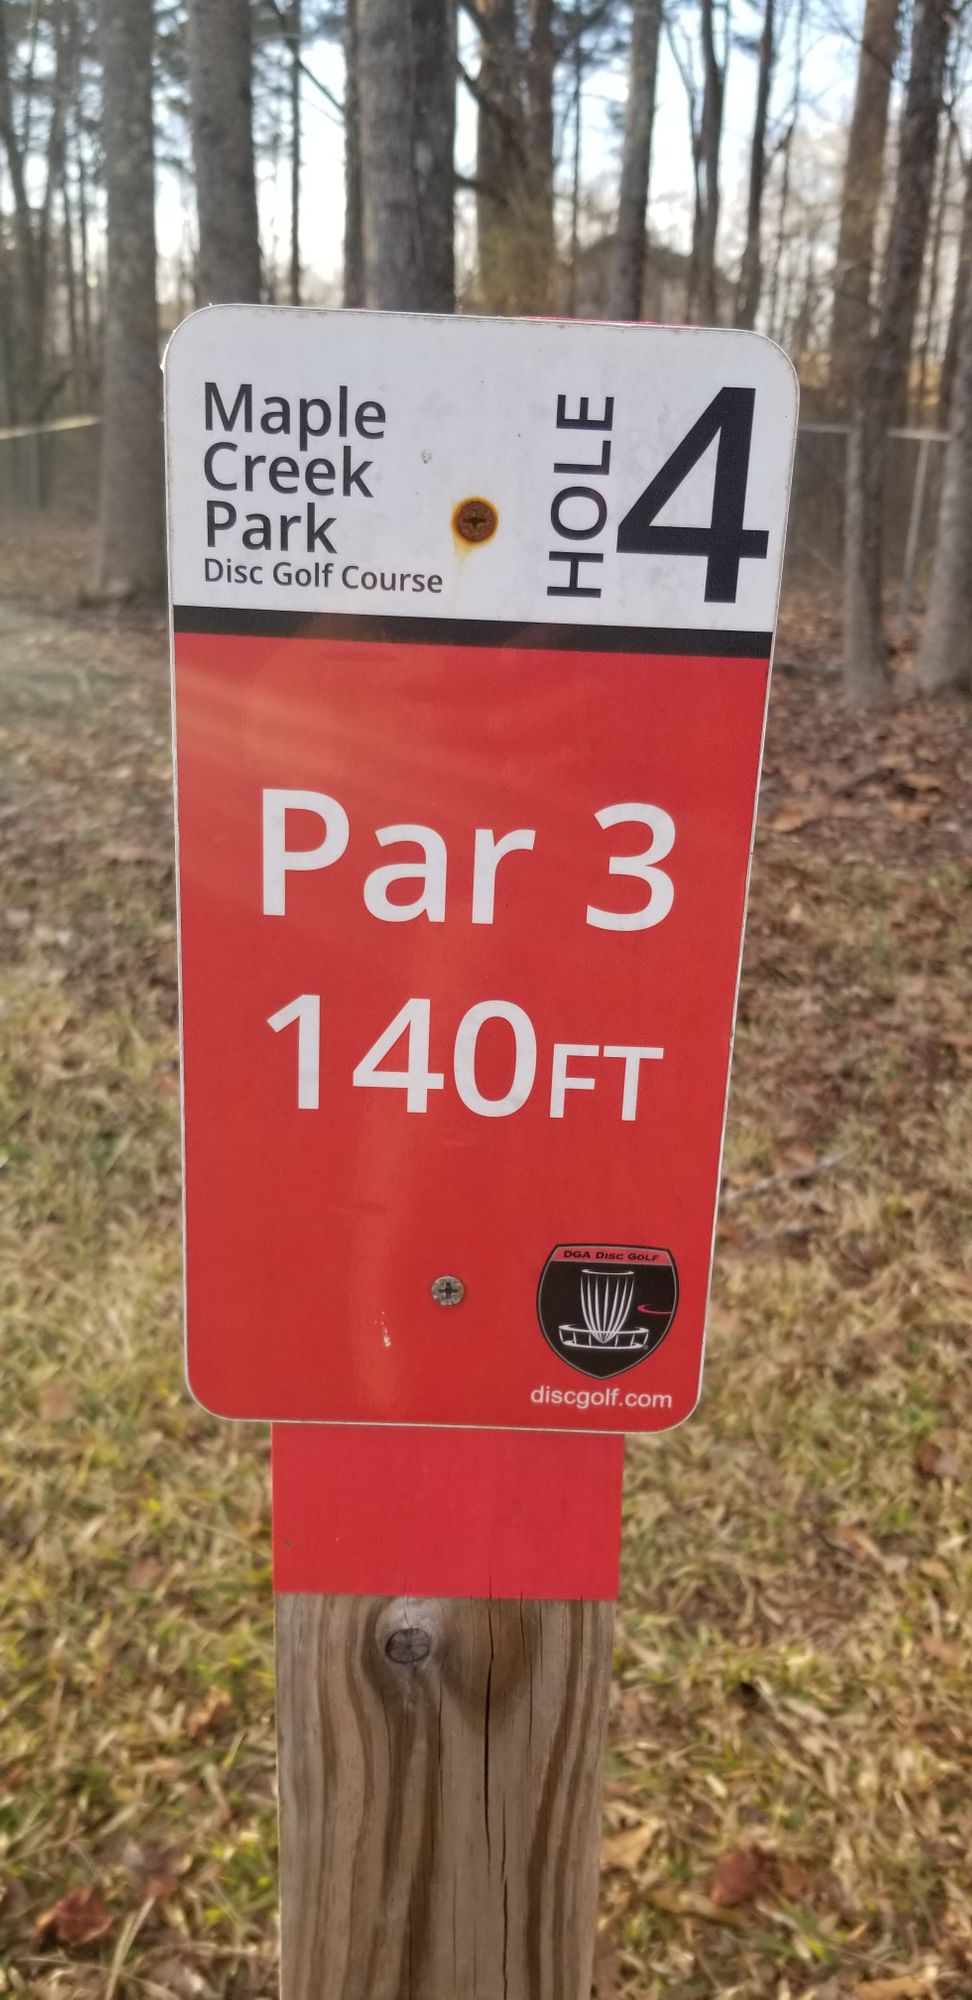 Maple
Creek
Park
Disc Golf Course
HOLE
4
Par 3
140FT
DGA DISC GOLF
discgolf.com